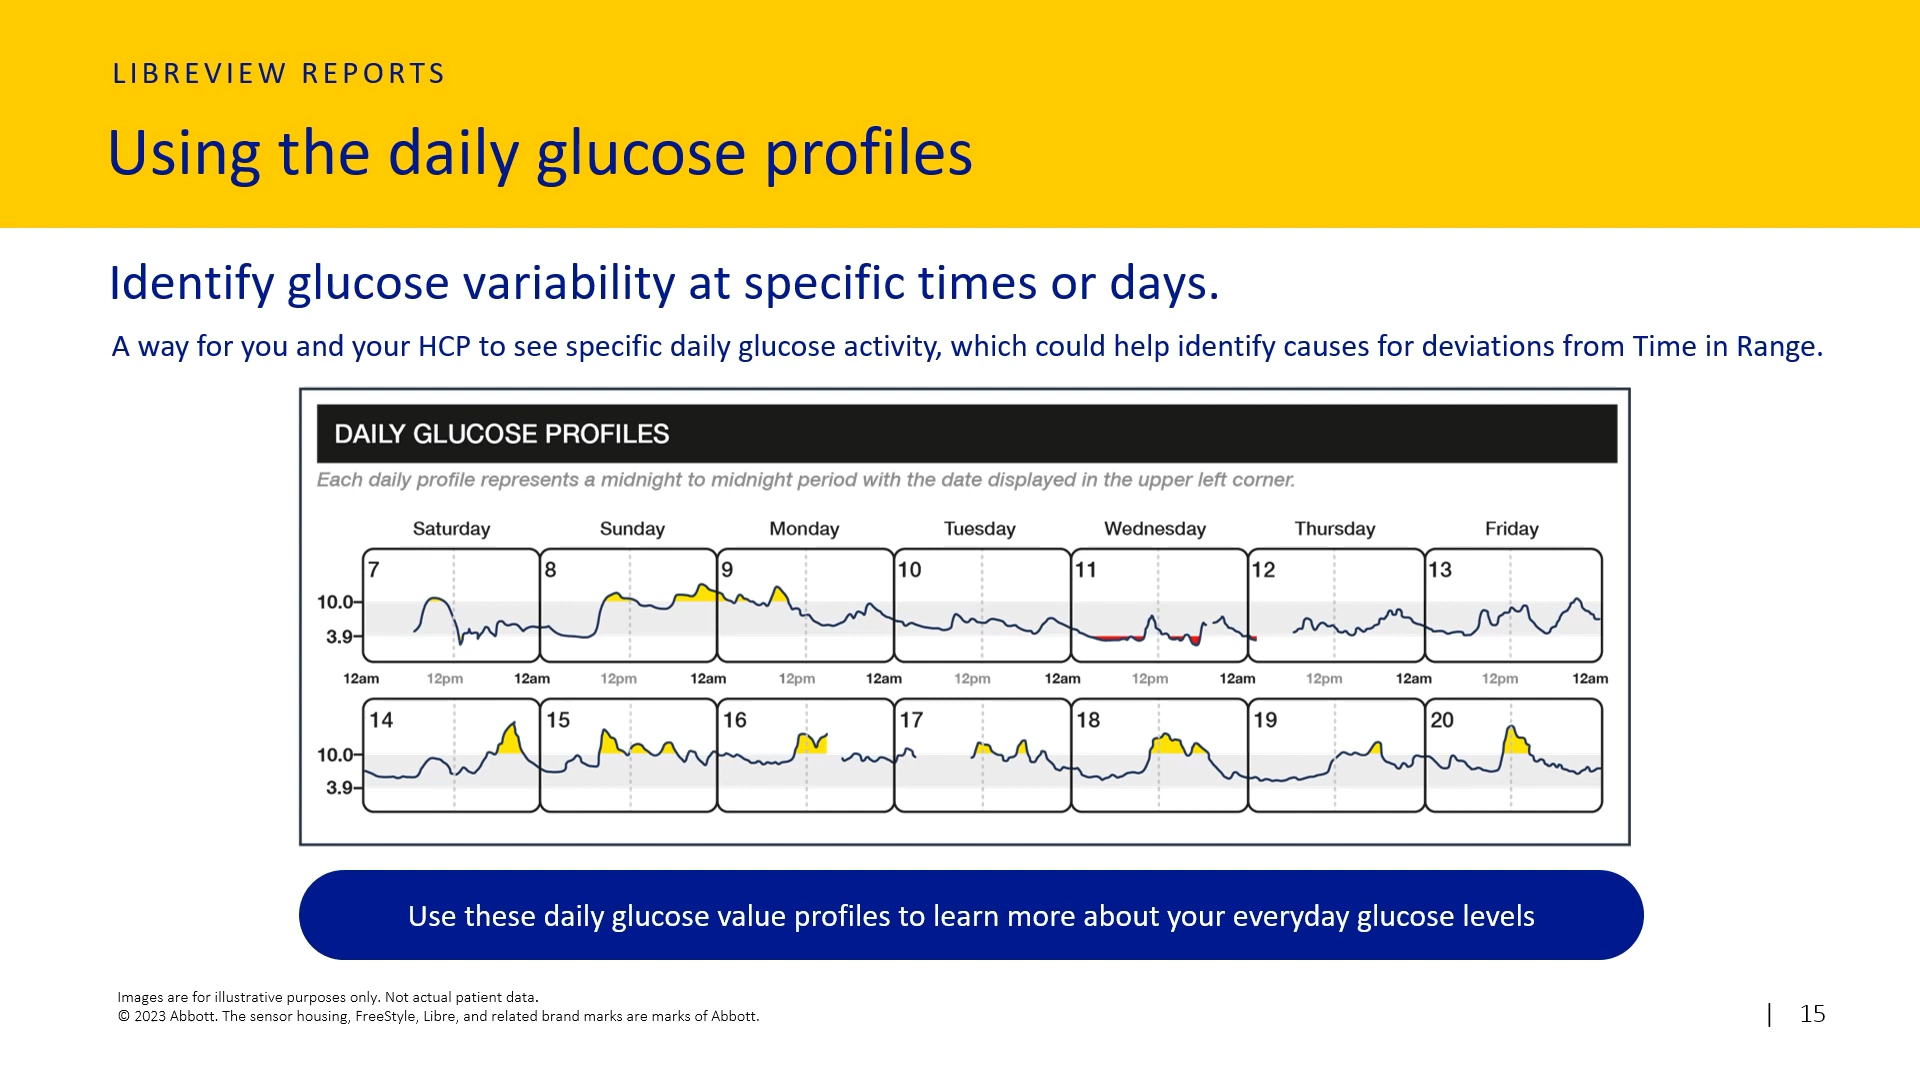 LIBREVIEW REPORTS
Using the daily glucose profiles
Identify glucose variability at specific times or days.
A way for you and your HCP to see specific daily glucose activity, which could help identify causes for deviations from Time in Range.
DAILY GLUCOSE PROFILES
Each daily profile represents a midnight to midnight period with the date displayed in the upper left corner.
Saturday Sunday Monday Tuesday Wednesday Thursday Friday
7 8 9 10 11 12 13
10.0
3.9
12am 12pm 12am 12pm 12am 12pm 12am 12pm 12am 12pm 12am 12pm 12am 12pm 12am
14 15 16 17 18 19 20
10.0
3.9
Use these daily glucose value profiles to learn more about your everyday glucose levels
Images are for illustrative purposes only. Not actual patient data.
© 2023 Abbott. The sensor housing, FreeStyle, Libre, and related brand marks are marks of Abbott.
| 15